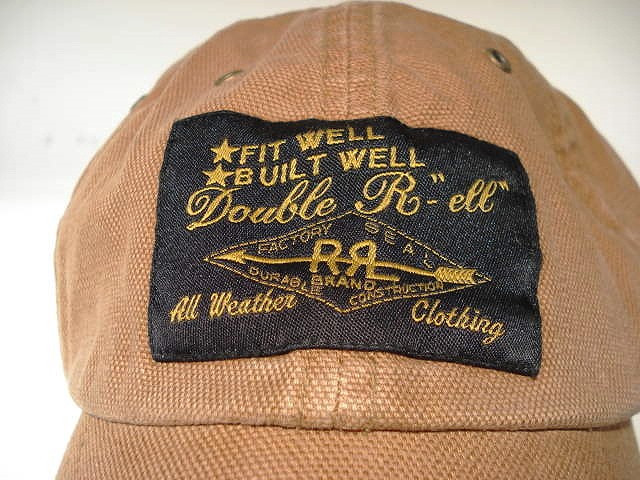 ★FIT WELL
★BUILT WELL
Double R-"ell"
FACTORY SEAL
RRL
BRAND
DURABLE CONSTRUCTION
All Weather Clothing